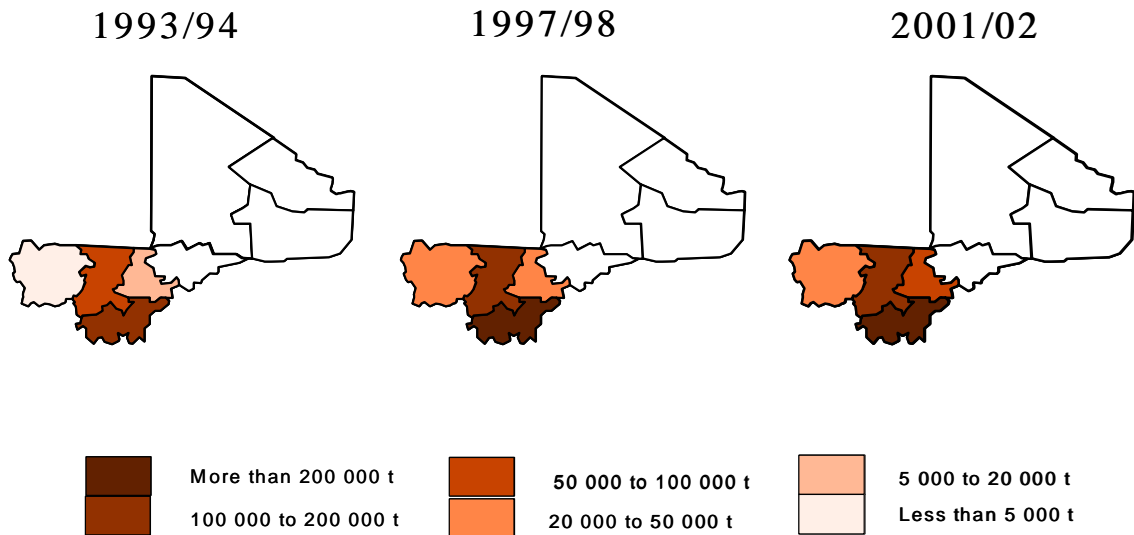 1993/94
1997/98
2001/02
More than 200 000 t
100 000 to 200 000 t
50 000 to 100 000 t
20 000 to 50 000 t
5 000 to 20 000 t
Less than 5 000 t